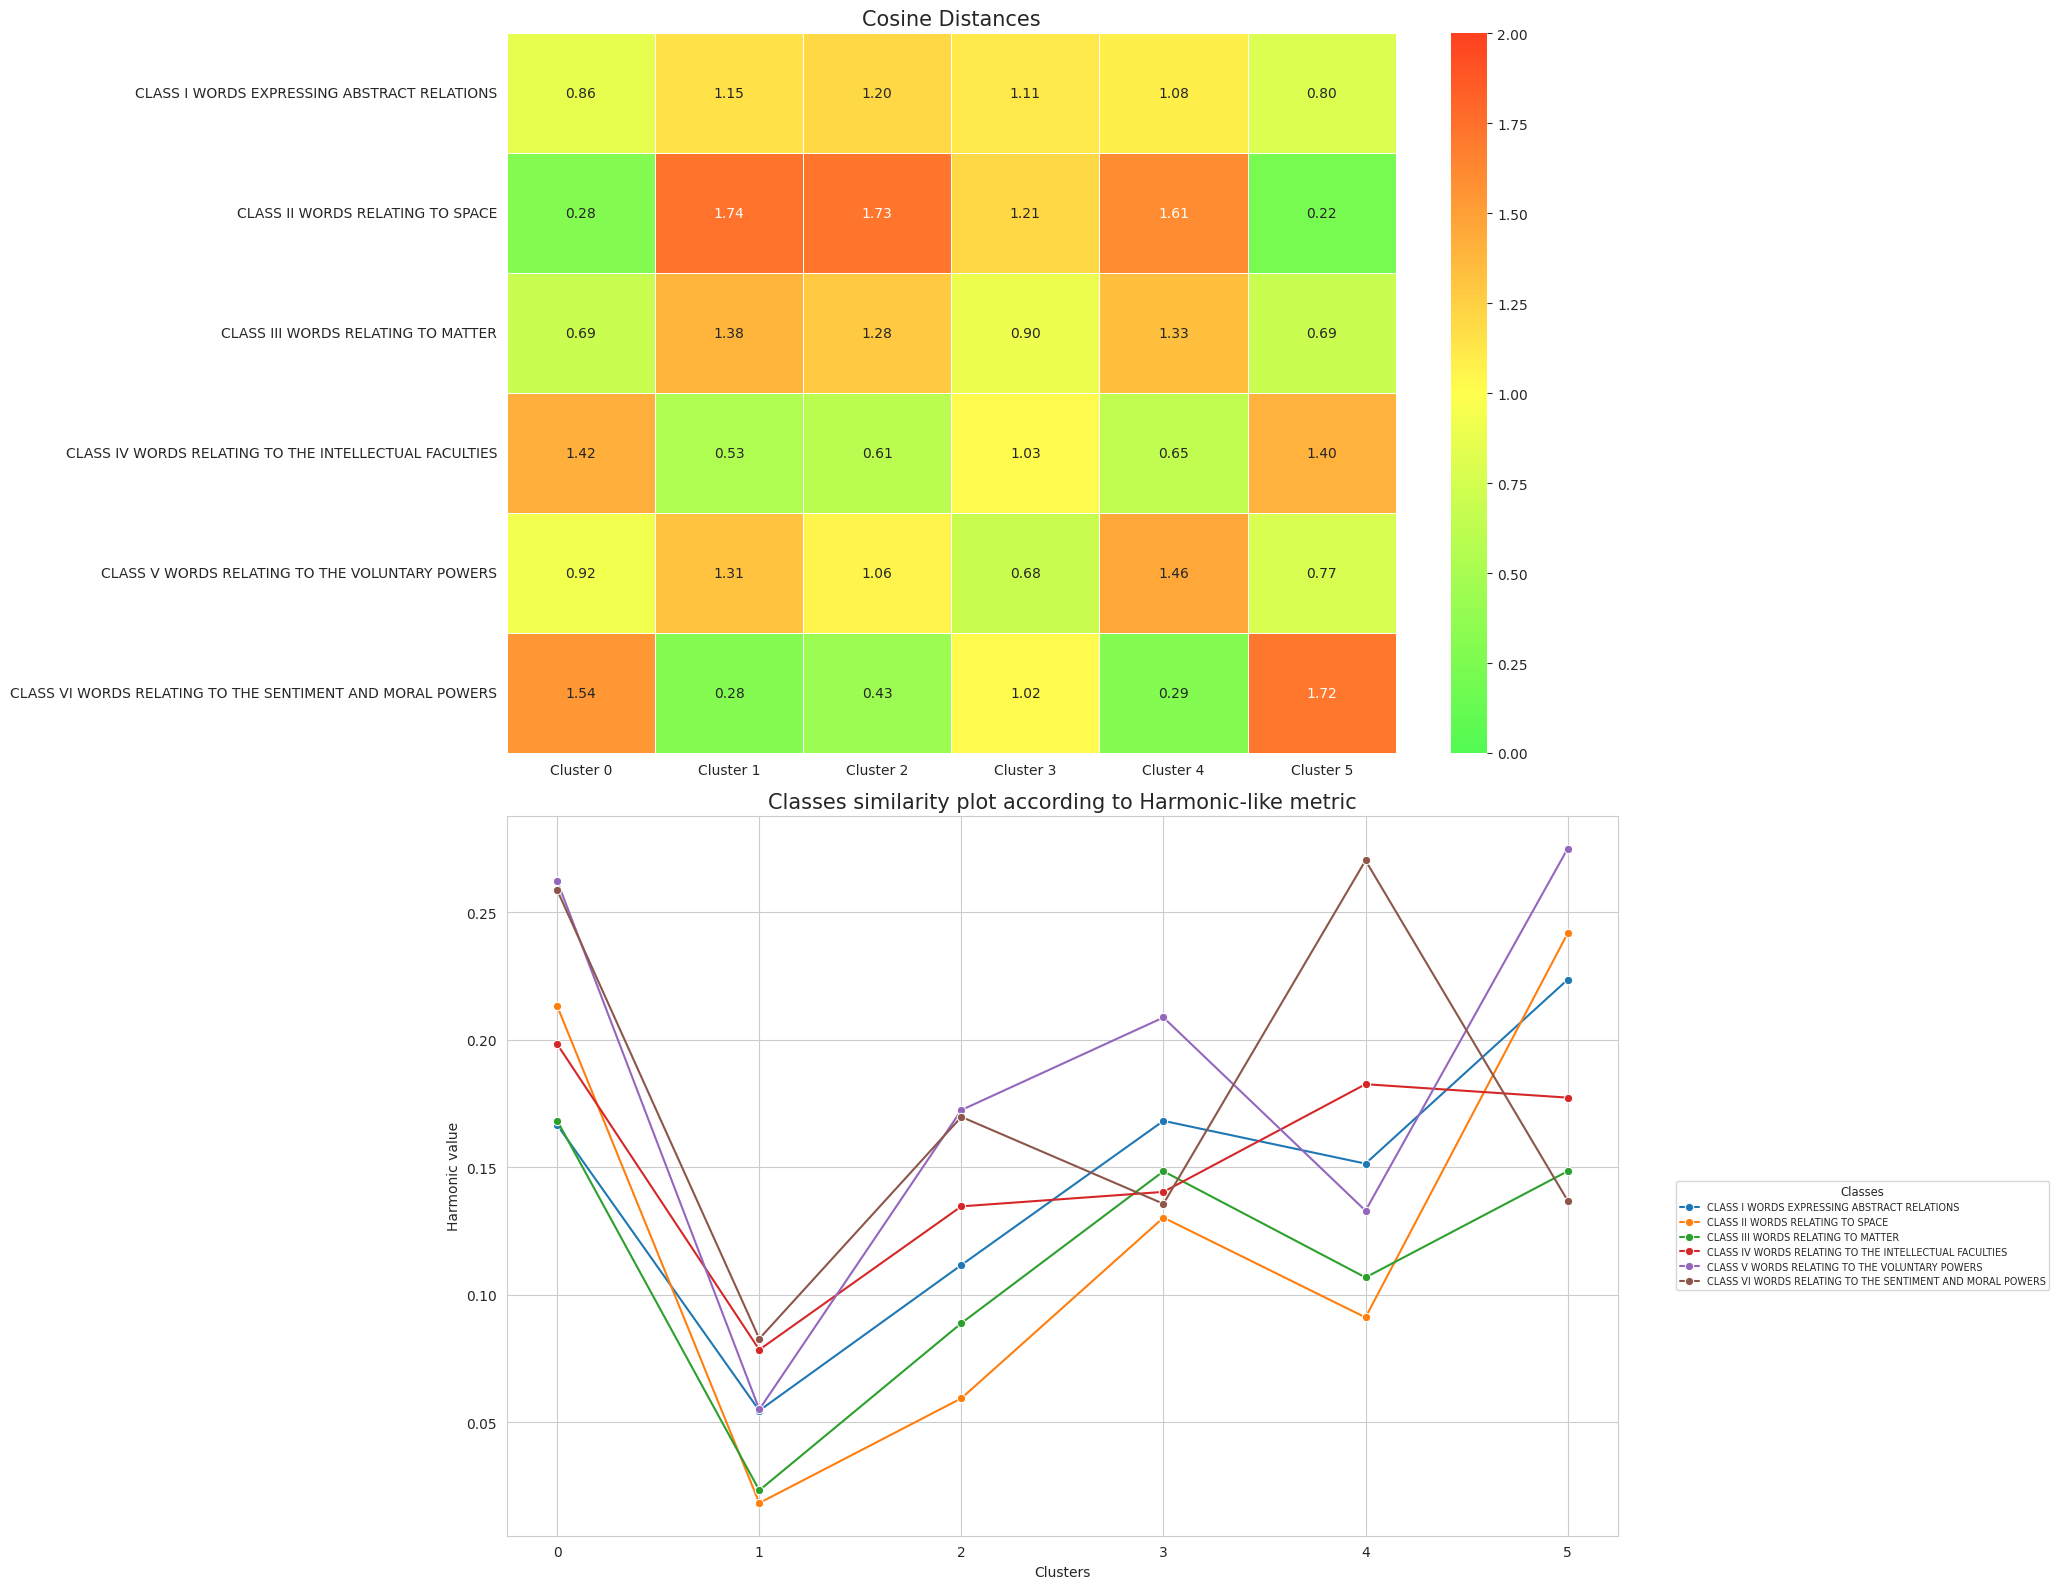 Cosine Distances
CLASS I WORDS EXPRESSING ABSTRACT RELATIONS 0.86 1.15 1.20 1.11 1.08 0.80
CLASS II WORDS RELATING TO SPACE 0.28 1.74 1.73 1.21 1.61 0.22
CLASS III WORDS RELATING TO MATTER 0.69 1.38 1.28 0.90 1.33 0.69
CLASS IV WORDS RELATING TO THE INTELLECTUAL FACULTIES 1.42 0.53 0.61 1.03 0.65 1.40
CLASS V WORDS RELATING TO THE VOLUNTARY POWERS 0.92 1.31 1.06 0.68 1.46 0.77
CLASS VI WORDS RELATING TO THE SENTIMENT AND MORAL POWERS 1.54 0.28 0.43 1.02 0.29 1.72
Cluster 0 Cluster 1 Cluster 2 Cluster 3 Cluster 4 Cluster 5
2.00
1.75
1.50
1.25
1.00
0.75
0.50
0.25
0.00
Classes similarity plot according to Harmonic-like metric
Harmonic value
0.25
0.20
0.15
0.10
0.05
0 1 2 3 4 5
Clusters
Classes
CLASS I WORDS EXPRESSING ABSTRACT RELATIONS
CLASS II WORDS RELATING TO SPACE
CLASS III WORDS RELATING TO MATTER
CLASS IV WORDS RELATING TO THE INTELLECTUAL FACULTIES
CLASS V WORDS RELATING TO THE VOLUNTARY POWERS
CLASS VI WORDS RELATING TO THE SENTIMENT AND MORAL POWERS